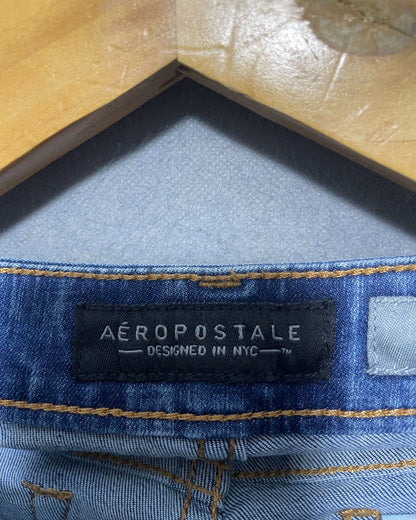 AÉROPOSTALE
— DESIGNED IN NYC — ™